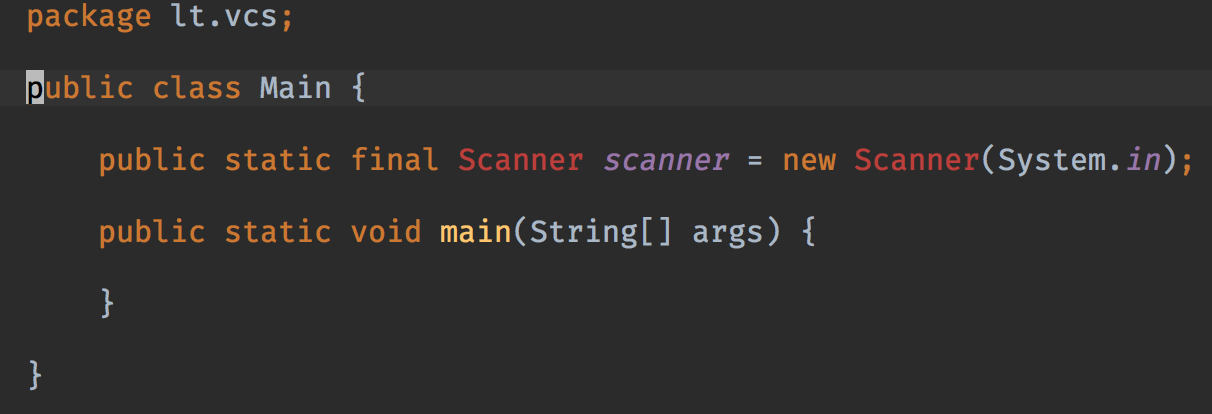 package lt.vcs;
public class Main {
    public static final Scanner scanner = new Scanner(System.in);
    public static void main(String[] args) {
    }
}